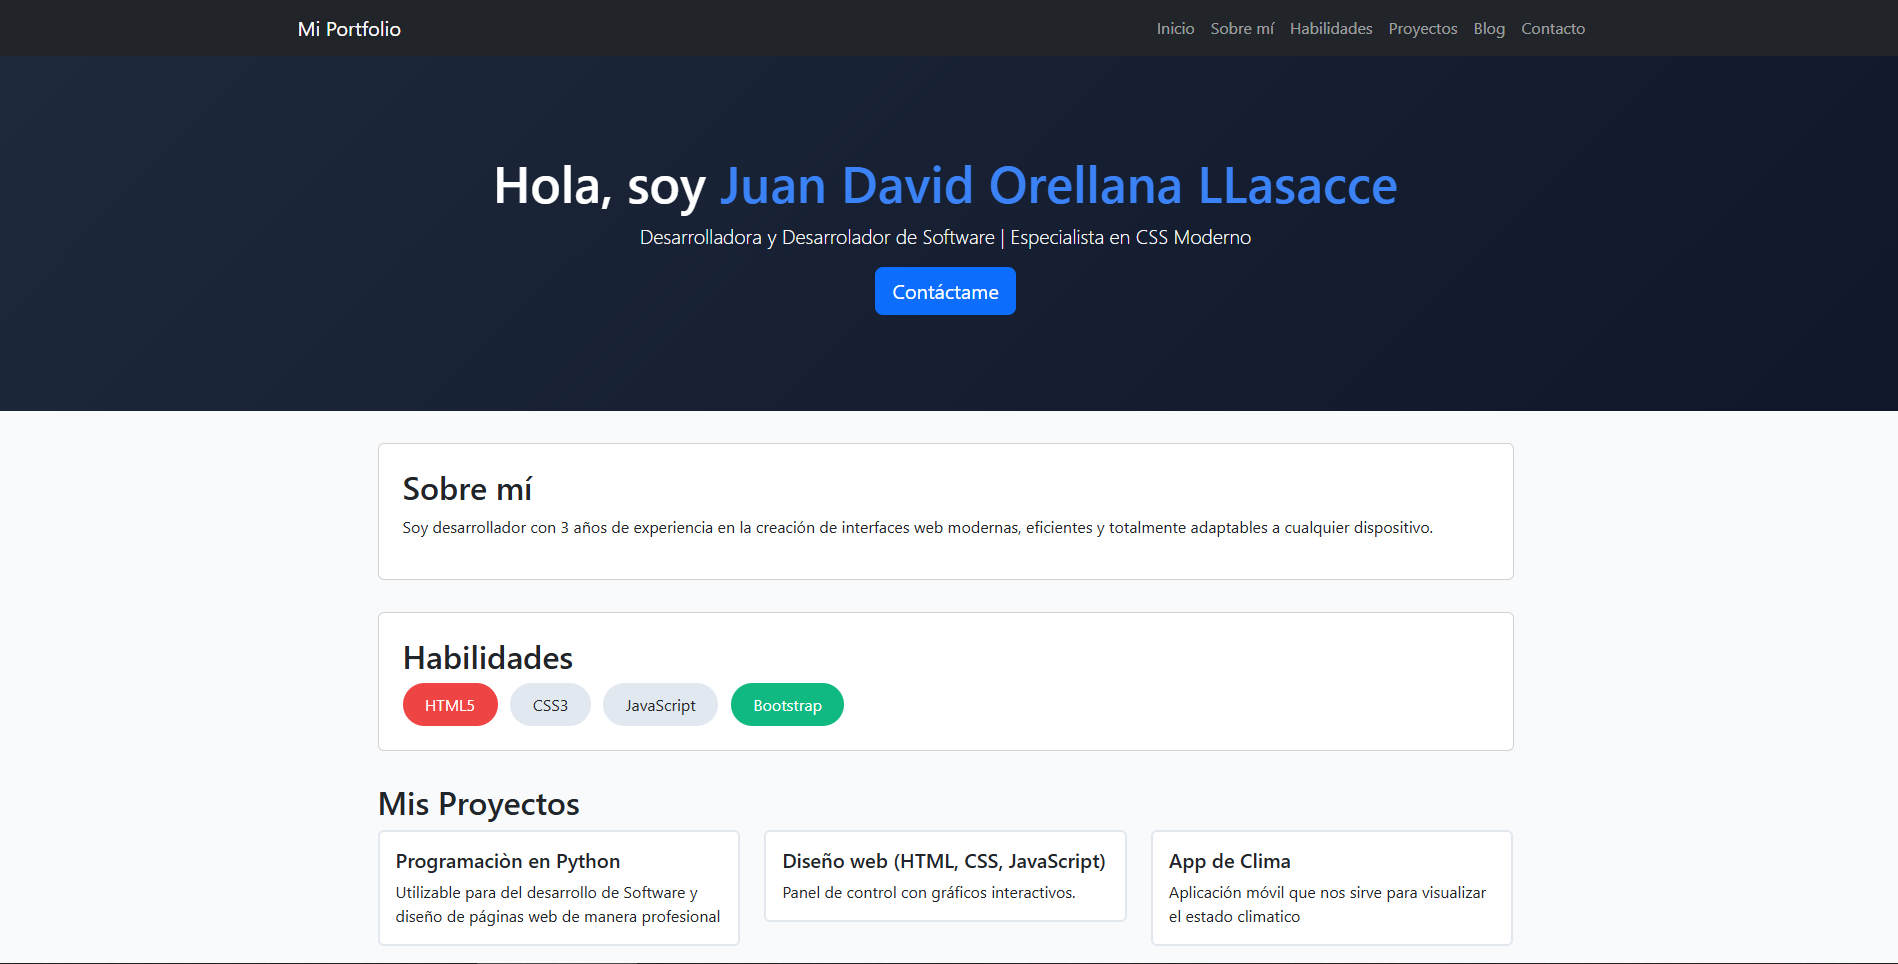 Mi Portfolio
Inicio Sobre mí Habilidades Proyectos Blog Contacto
Hola, soy Juan David Orellana LLasacce
Desarrolladora y Desarrolador de Software | Especialista en CSS Moderno
Contáctame
Sobre mí
Soy desarrollador con 3 años de experiencia en la creación de interfaces web modernas, eficientes y totalmente adaptables a cualquier dispositivo.
Habilidades
HTML5 CSS3 JavaScript Bootstrap
Mis Proyectos
Programaciòn en Python
Utilizable para del desarrollo de Software y
diseño de páginas web de manera profesional
Diseño web (HTML, CSS, JavaScript)
Panel de control con gráficos interactivos.
App de Clima
Aplicación móvil que nos sirve para visualizar
el estado climatico